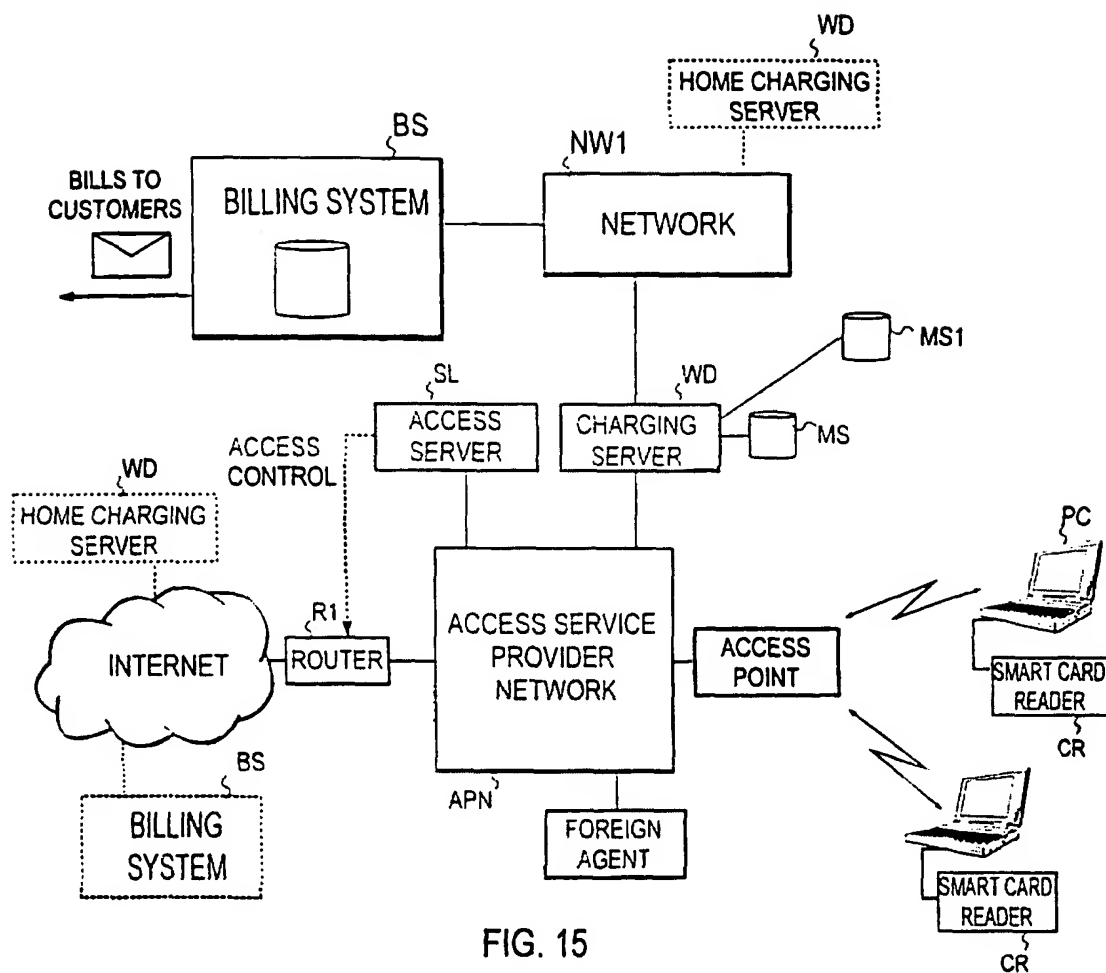 WD
HOME CHARGING
SERVER
BS
NW1
BILLS TO
CUSTOMERS
BILLING SYSTEM
NETWORK
MS1
SL
WD
ACCESS
SERVER
CHARGING
SERVER
MS
ACCESS
CONTROL
WD
HOME CHARGING
SERVER
PC
R1
INTERNET
ROUTER
ACCESS SERVICE
PROVIDER
NETWORK
ACCESS
POINT
SMART CARD
READER
CR
BS
APN
BILLING
SYSTEM
FOREIGN
AGENT
SMART CARD
READER
CR
FIG. 15